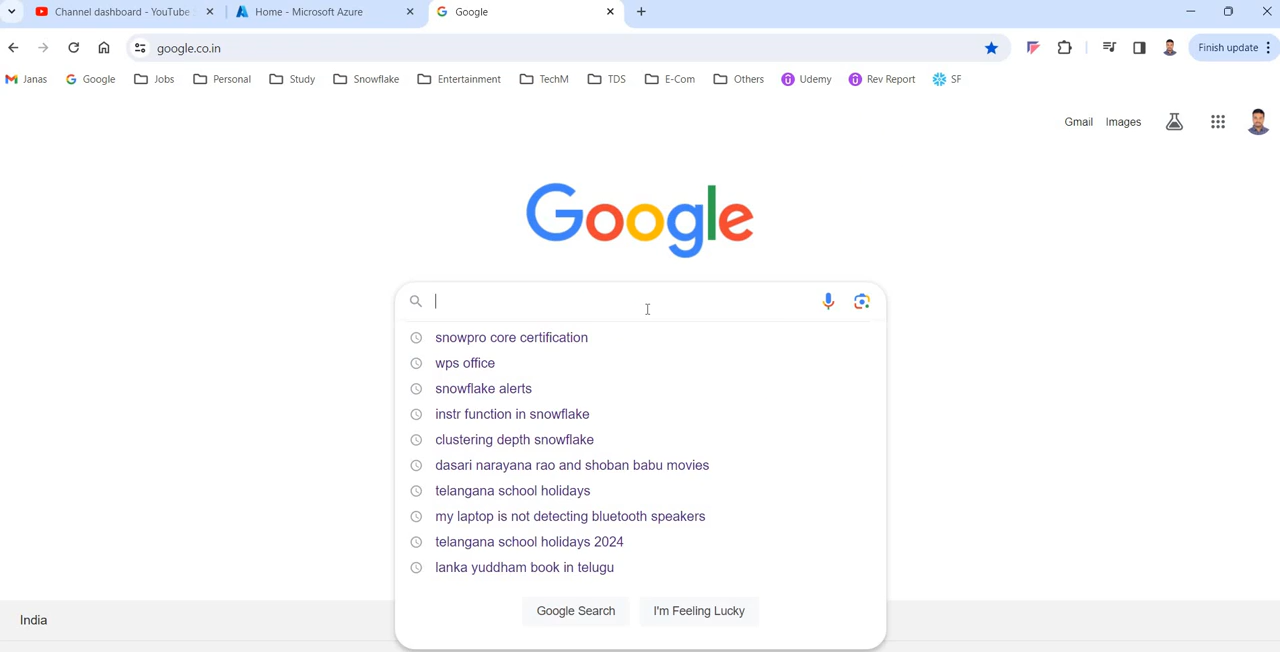 Channel dashboard - YouTube
Home - Microsoft Azure
Google
google.co.in
Finish update
Janas
Google
Jobs
Personal
Study
Snowflake
Entertainment
TechM
TDS
E-Com
Others
Udemy
Rev Report
SF
Gmail
Images
Google
snowpro core certification
wps office
snowflake alerts
instr function in snowflake
clustering depth snowflake
dasari narayana rao and shoban babu movies
telangana school holidays
my laptop is not detecting bluetooth speakers
telangana school holidays 2024
lanka yuddham book in telugu
Google Search
I'm Feeling Lucky
India